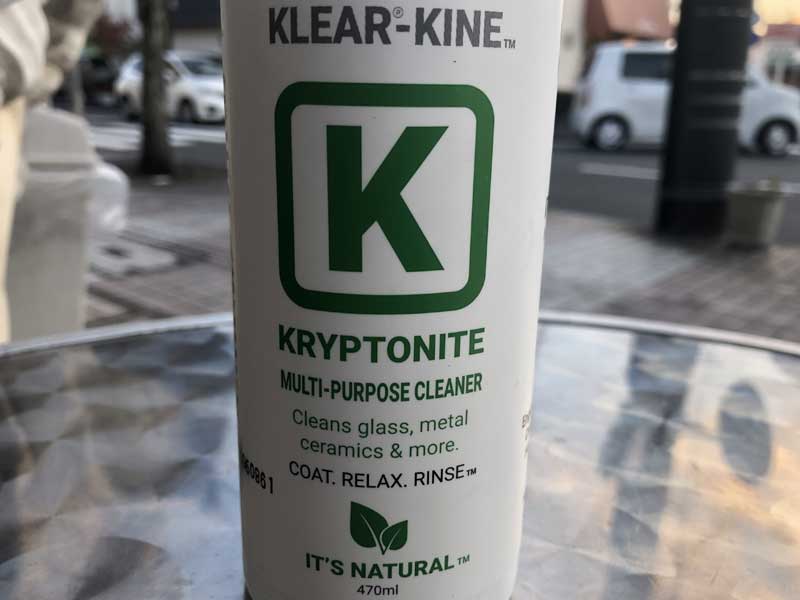 KLEAR®-KINE™
K
KRYPTONITE
MULTI-PURPOSE CLEANER
Cleans glass, metal
ceramics & more.
COAT. RELAX. RINSE™
IT'S NATURAL™
470ml